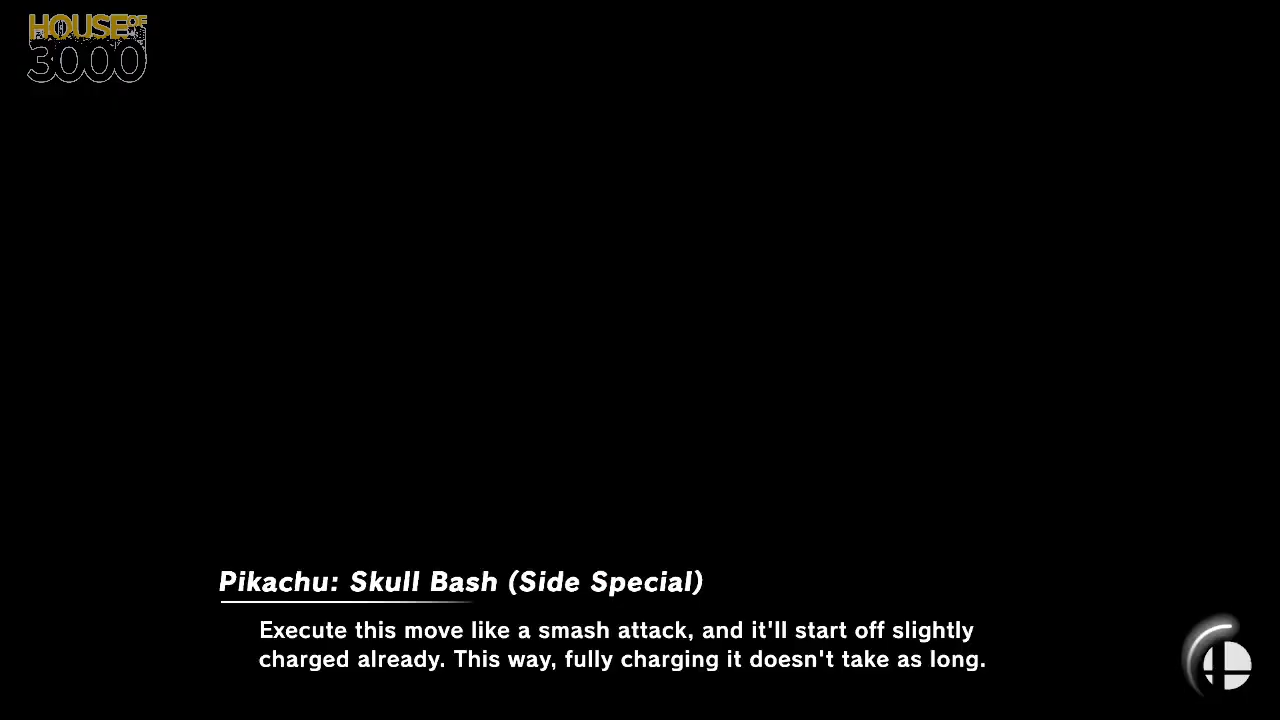 HOUSE OF
3000
Pikachu: Skull Bash (Side Special)
Execute this move like a smash attack, and it'll start off slightly
charged already. This way, fully charging it doesn't take as long.